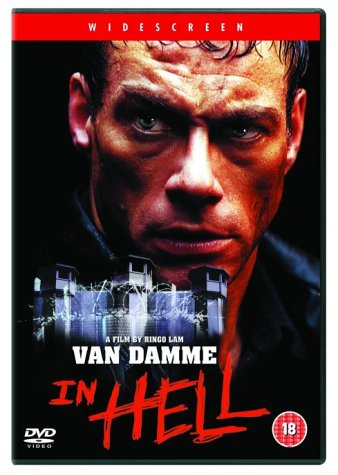 WIDESCREEN
A FILM BY RINGO LAM
VAN DAMME
IN HELL
DVD
VIDEO
18